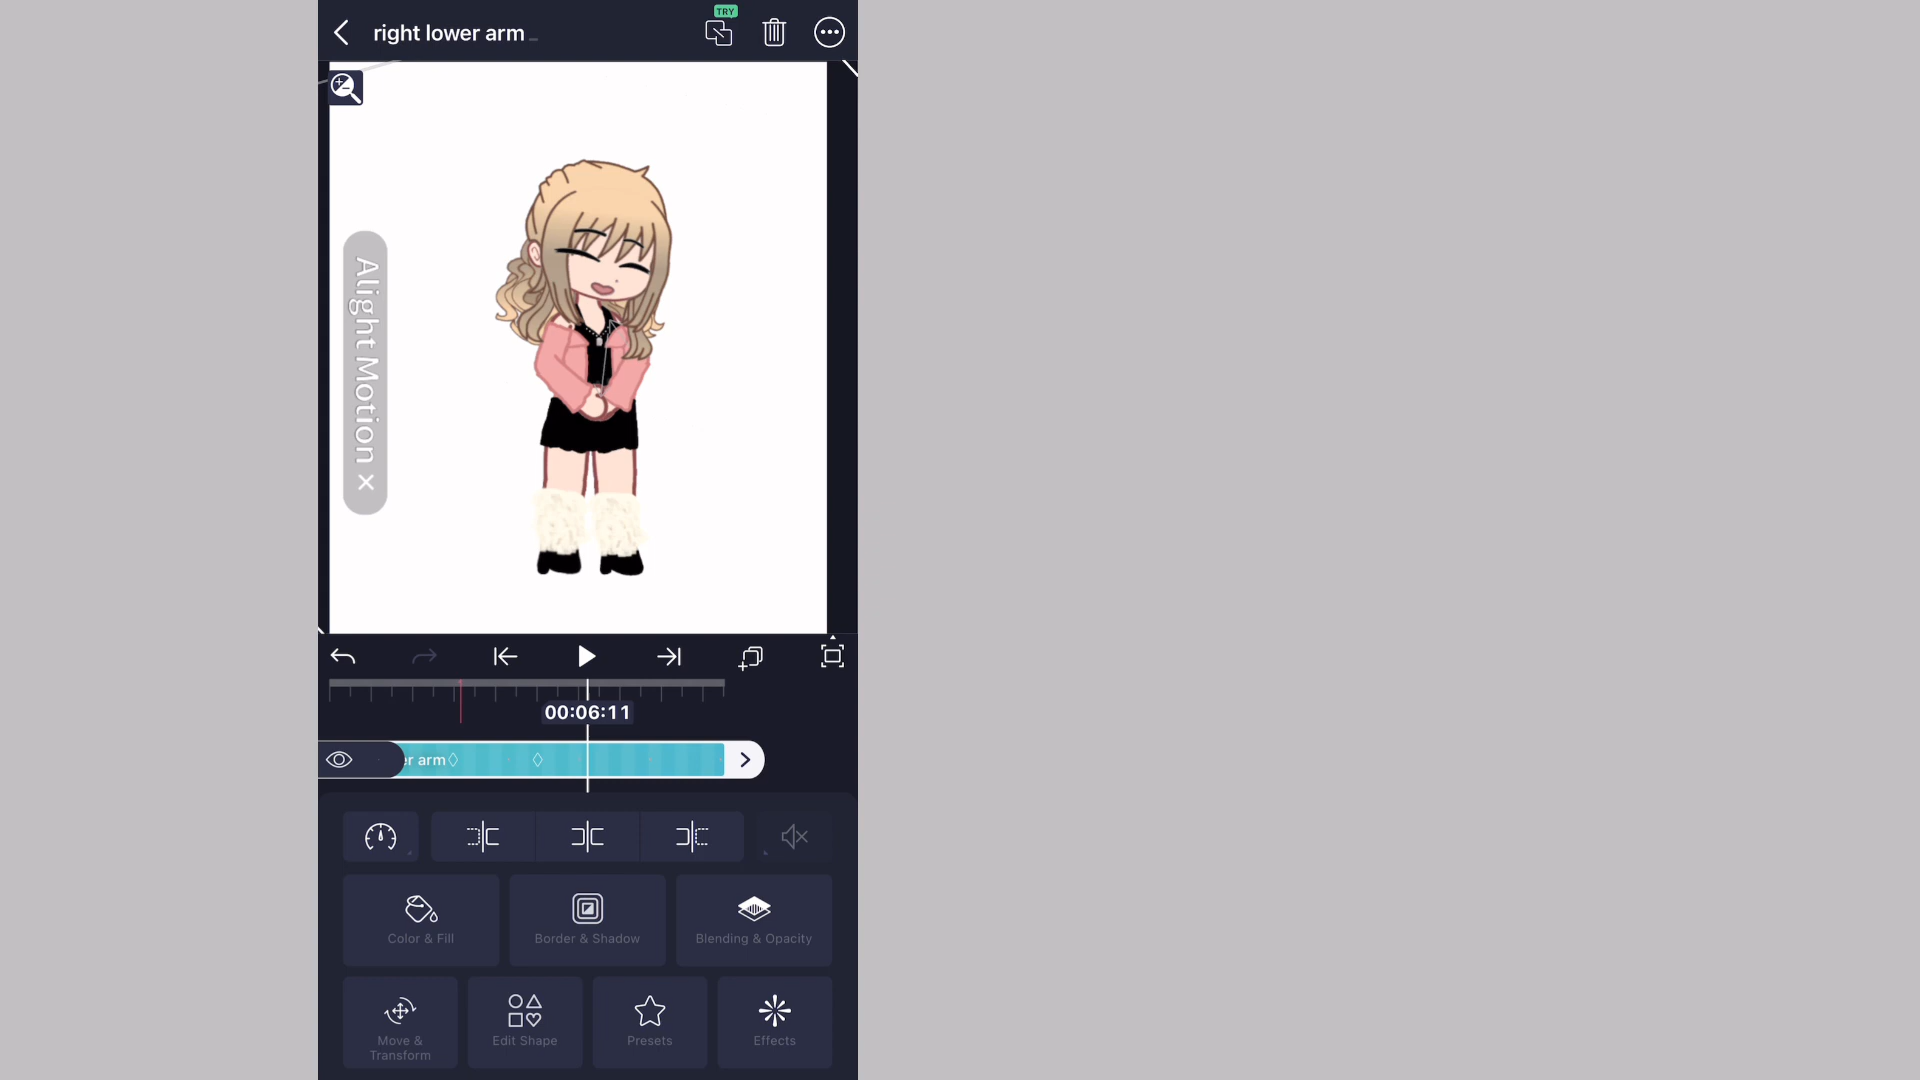 TRY
right lower arm
Alight Motion ×
00:06:11
er arm
Color & Fill
Border & Shadow
Blending & Opacity
Move &
Transform
Edit Shape
Presets
Effects